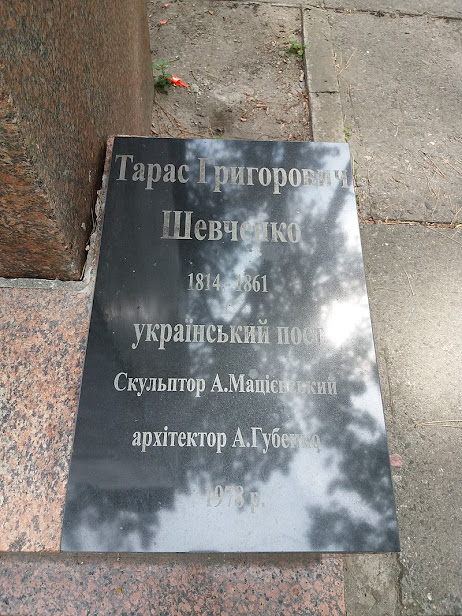 Тарас Григорович
Шевченко
1814 - 1861
український поет
Скульптор А.Мацієвський
архітектор А.Губенко
1978 р.